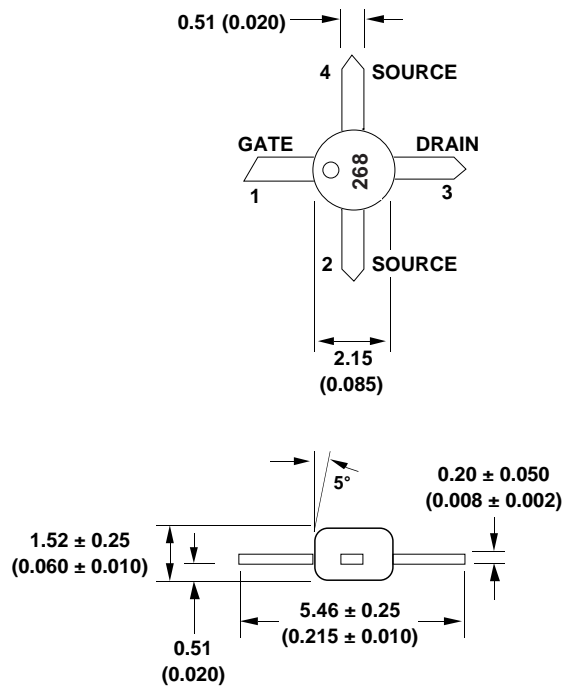 0.51 (0.020)
4 SOURCE
GATE
DRAIN
268
1
3
2 SOURCE
2.15
(0.085)
5°
0.20 ± 0.050
(0.008 ± 0.002)
1.52 ± 0.25
(0.060 ± 0.010)
5.46 ± 0.25
(0.215 ± 0.010)
0.51
(0.020)